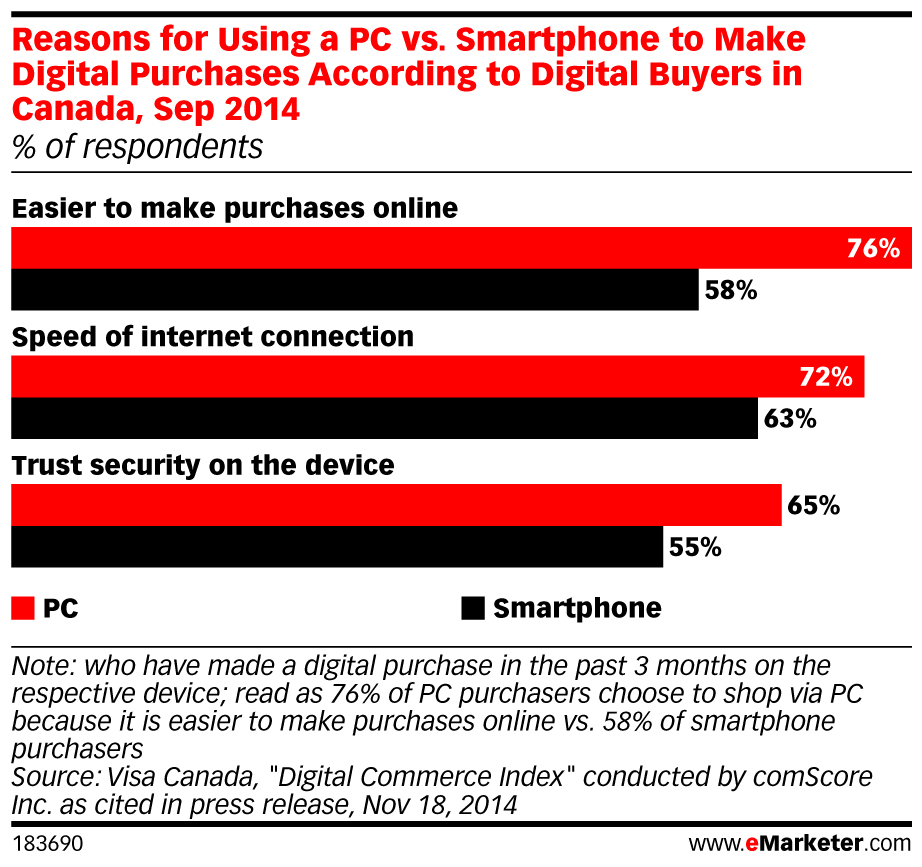 Reasons for Using a PC vs. Smartphone to Make
Digital Purchases According to Digital Buyers in
Canada, Sep 2014
% of respondents
Easier to make purchases online
76%
58%
Speed of internet connection
72%
63%
Trust security on the device
65%
55%
PC
Smartphone
Note: who have made a digital purchase in the past 3 months on the
respective device; read as 76% of PC purchasers choose to shop via PC
because it is easier to make purchases online vs. 58% of smartphone
purchasers
Source: Visa Canada, "Digital Commerce Index" conducted by comScore
Inc. as cited in press release, Nov 18, 2014
183690
www.eMarketer.com